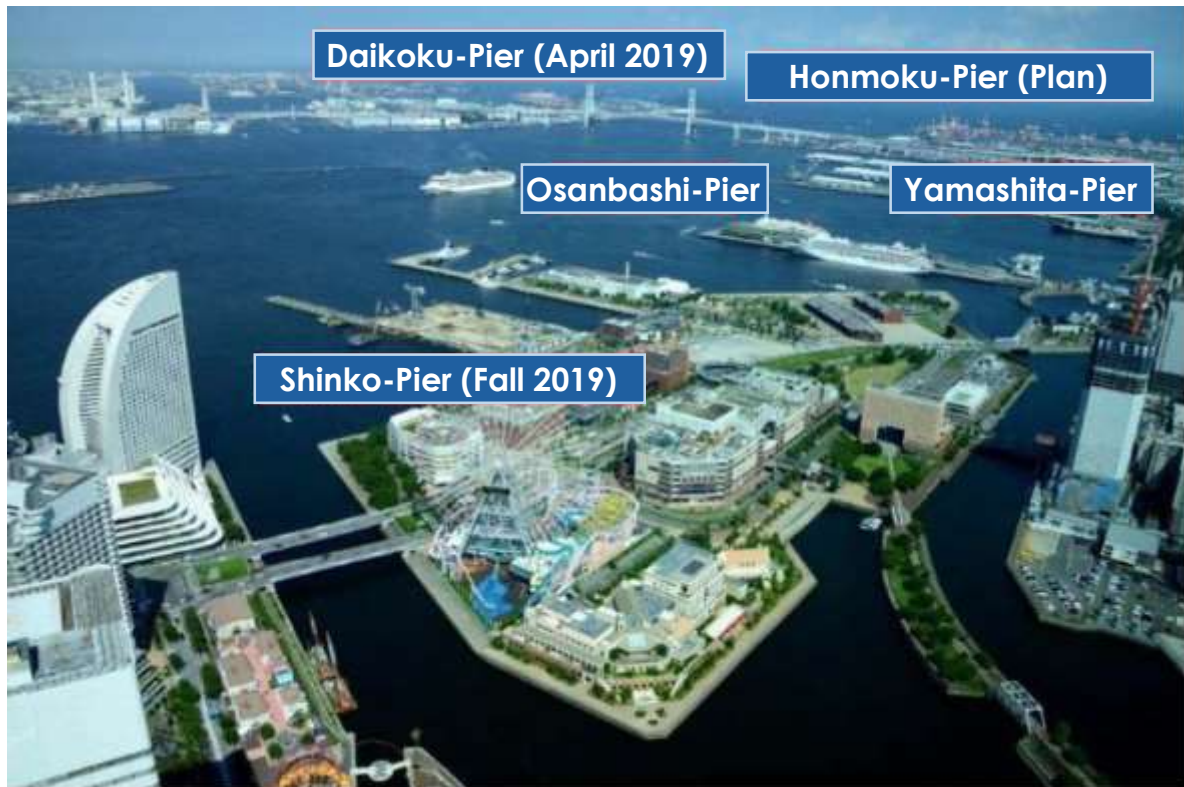 Daikoku-Pier (April 2019)
Honmoku-Pier (Plan)
Osanbashi-Pier
Yamashita-Pier
Shinko-Pier (Fall 2019)